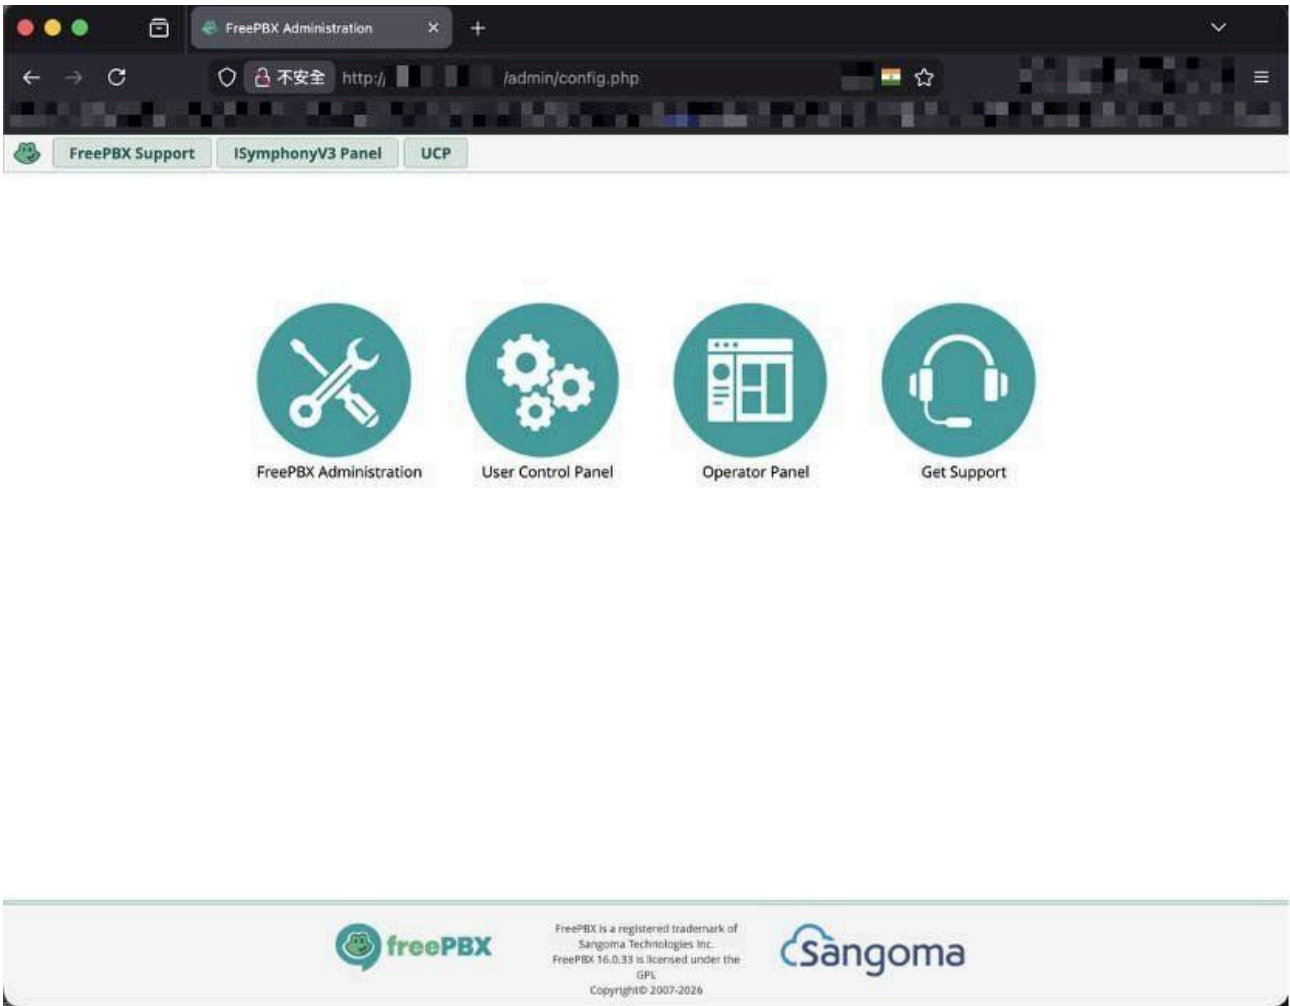 FreePBX Administration
不安全 http:// /admin/config.php
FreePBX Support ISymphonyV3 Panel UCP
FreePBX Administration User Control Panel Operator Panel Get Support
freePBX
FreePBX is a registered trademark of
Sangoma Technologies Inc.
FreePBX 16.0.33 is licensed under the
GPL
Copyright© 2007-2026
Sangoma